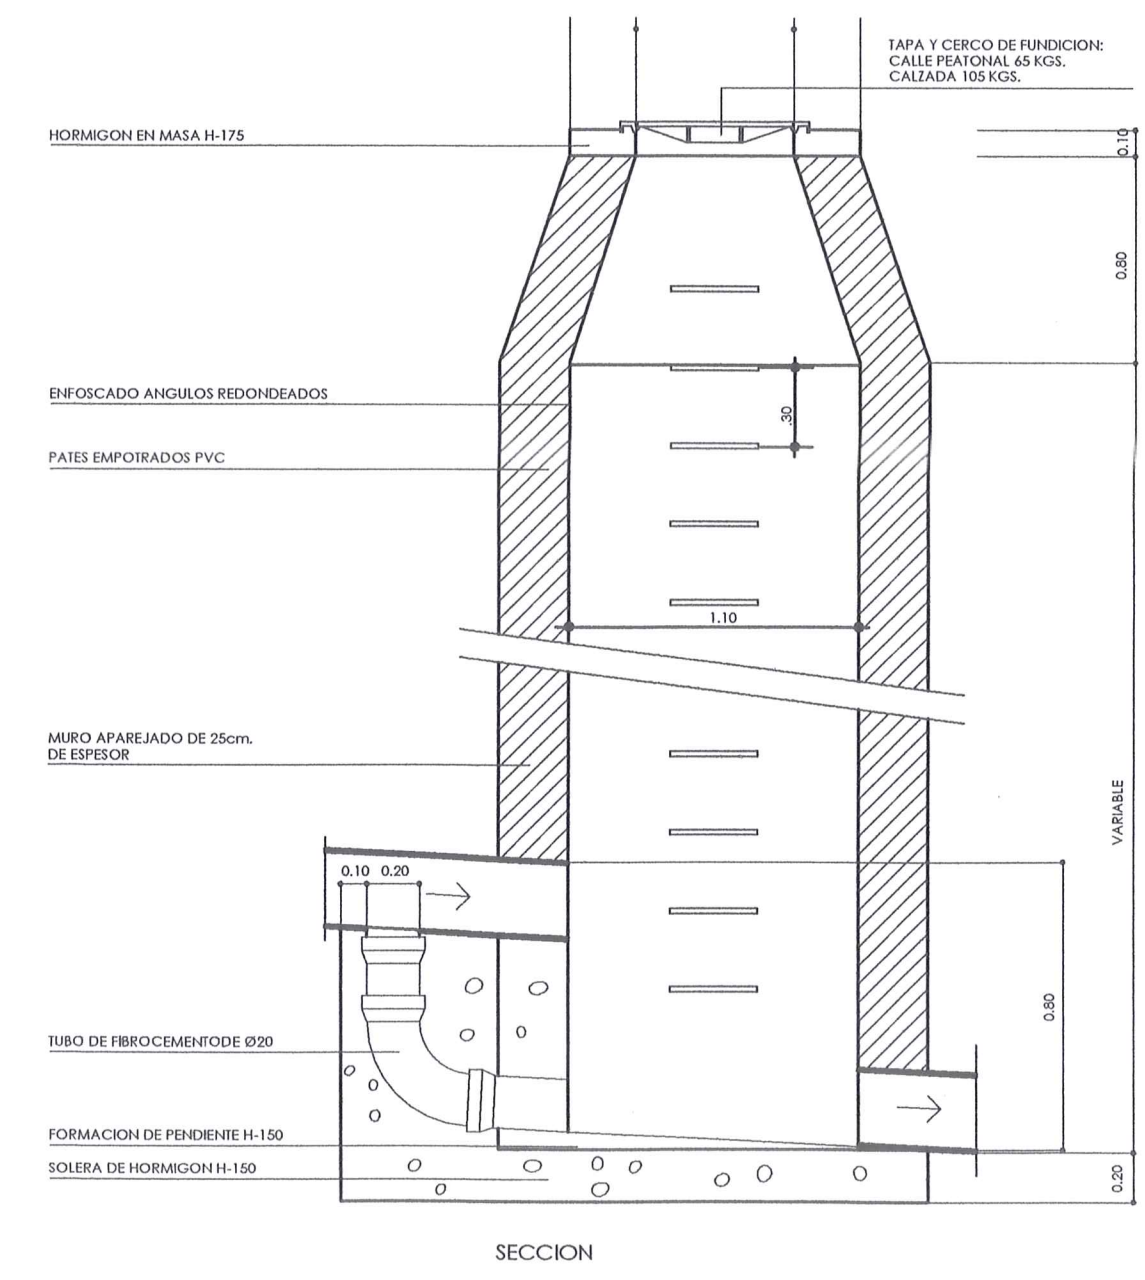 TAPA Y CERCO DE FUNDICION:
CALLE PEATONAL 65 KGS.
CALZADA 105 KGS.
HORMIGON EN MASA H-175
0.10
0.80
ENFOSCADO ANGULOS REDONDEADOS
.30
PATES EMPOTRADOS PVC
1.10
MURO APAREJADO DE 25cm.
DE ESPESOR
VARIABLE
0.10 0.20
0.80
TUBO DE FIBROCEMENTODE Ø20
FORMACION DE PENDIENTE H-150
SOLERA DE HORMIGON H-150
0.20
SECCION